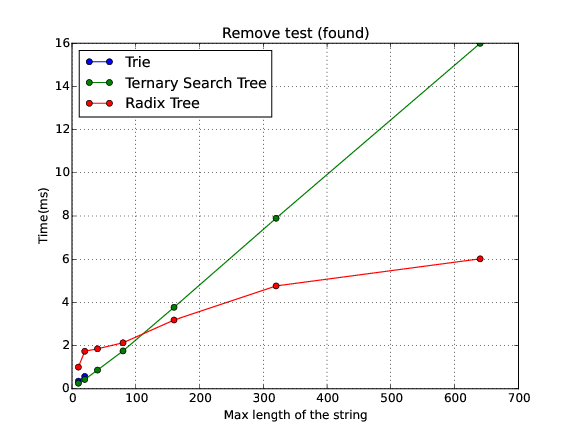 Remove test (found)
16
14
12
10
8
6
4
2
0
Time(ms)
Trie
Ternary Search Tree
Radix Tree
0 100 200 300 400 500 600 700
Max length of the string